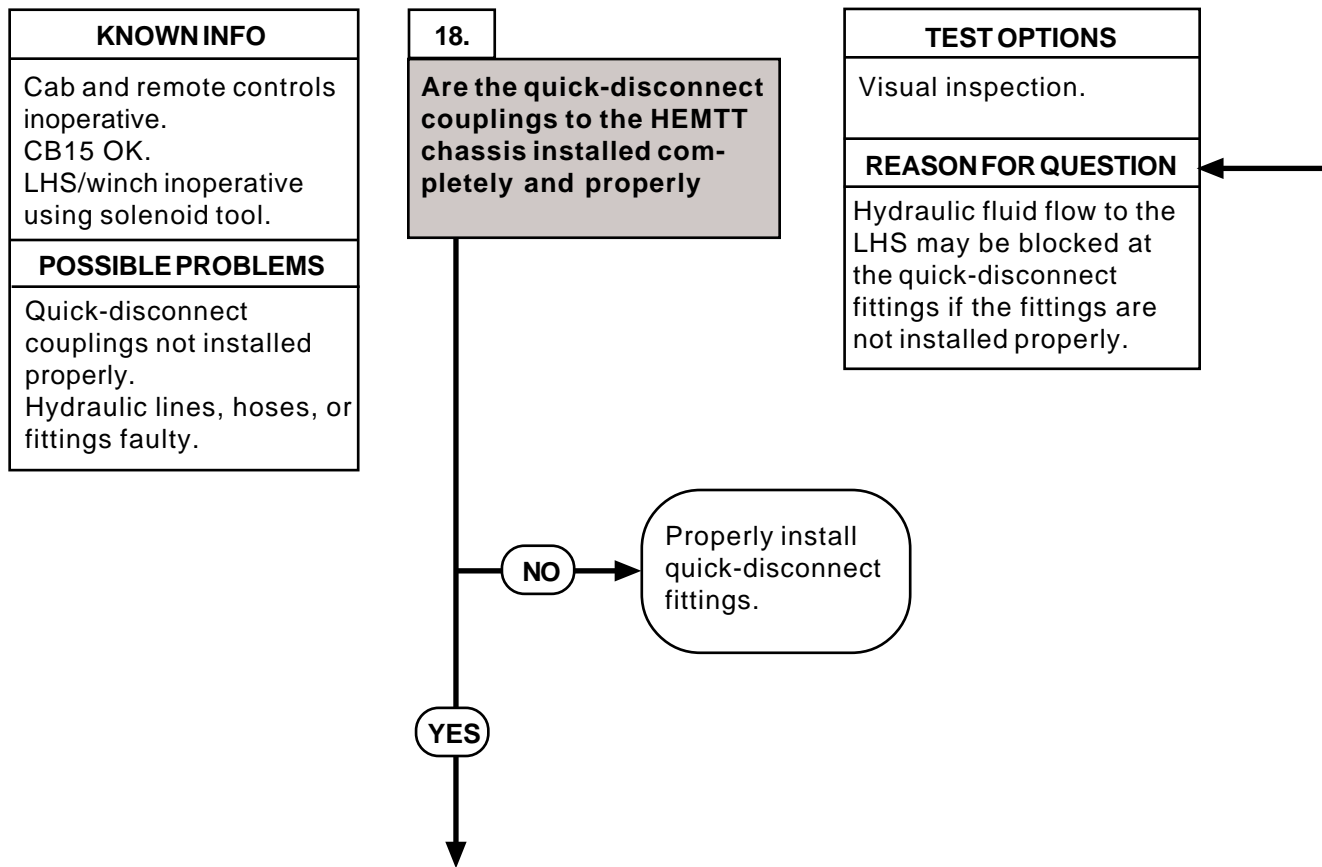 KNOWN INFO
Cab and remote controls
inoperative.
CB15 OK.
LHS/winch inoperative
using solenoid tool.
POSSIBLE PROBLEMS
Quick-disconnect
couplings not installed
properly.
Hydraulic lines, hoses, or
fittings faulty.
18.
Are the quick-disconnect
couplings to the HEMTT
chassis installed com-
pletely and properly
TEST OPTIONS
Visual inspection.
REASON FOR QUESTION
Hydraulic fluid flow to the
LHS may be blocked at
the quick-disconnect
fittings if the fittings are
not installed properly.
NO
Properly install
quick-disconnect
fittings.
YES